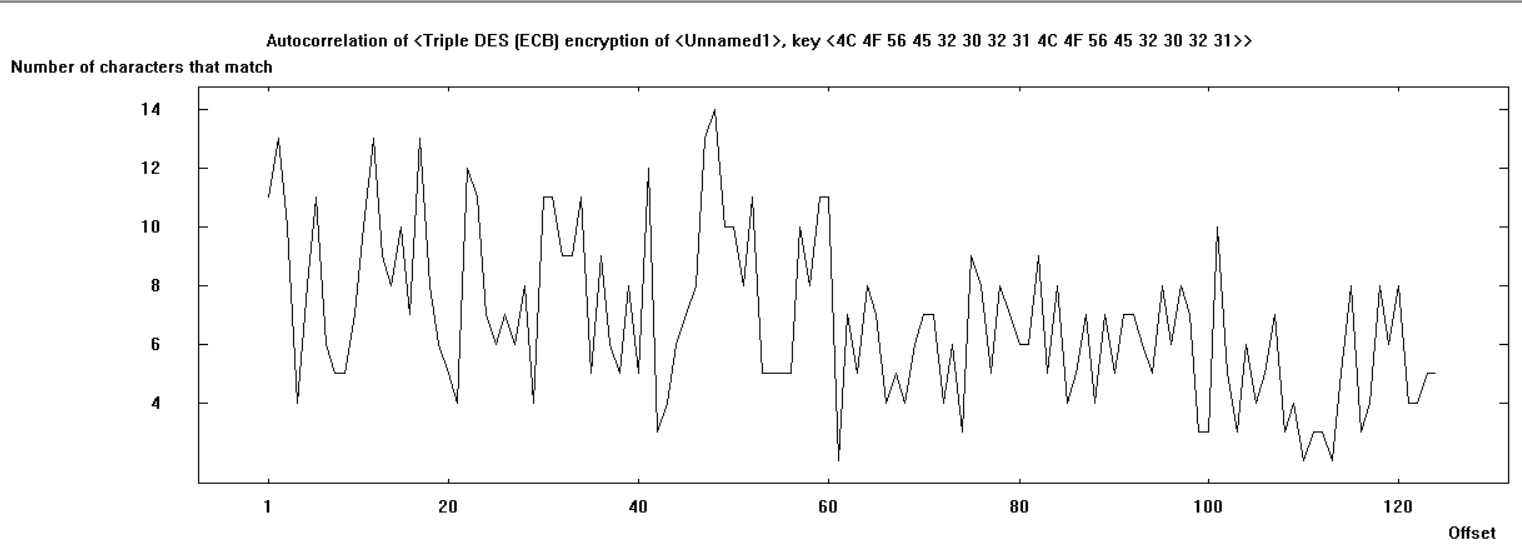 Autocorrelation of <Triple DES (ECB) encryption of <Unnamed1>, key <4C 4F 56 45 32 30 32 31 4C 4F 56 45 32 30 32 31>>
Number of characters that match
14
12
10
8
6
4
1 20 40 60 80 100 120
Offset